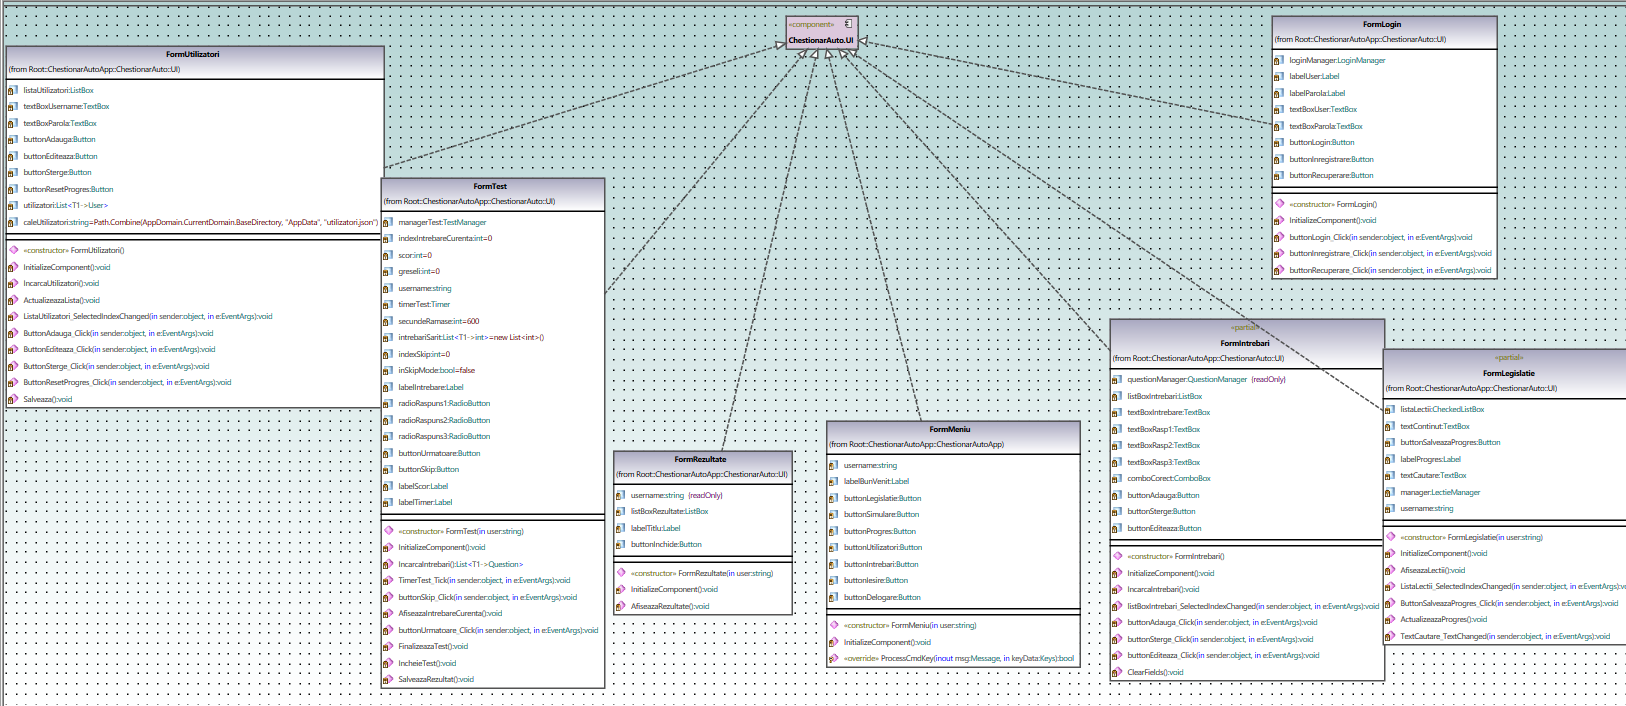 «component»
ChestionarAuto.UI
FormUtilizatori
(from Root::ChestionarAutoApp::ChestionarAuto::UI)
listaUtilizatori:ListBox
textBoxUsername:TextBox
textBoxParola:TextBox
buttonAdauga:Button
buttonEditeaza:Button
buttonSterge:Button
buttonResetProgres:Button
utilizatori:List<T1->User>
caleUtilizatori:string=Path.Combine(AppDomain.CurrentDomain.BaseDirectory, "AppData", "utilizatori.json")
«constructor» FormUtilizatori()
InitializeComponent():void
IncarcaUtilizatori():void
ActualizeazaLista():void
ListaUtilizatori_SelectedIndexChanged(in sender:object, in e:EventArgs):void
ButtonAdauga_Click(in sender:object, in e:EventArgs):void
ButtonEditeaza_Click(in sender:object, in e:EventArgs):void
ButtonSterge_Click(in sender:object, in e:EventArgs):void
ButtonResetProgres_Click(in sender:object, in e:EventArgs):void
Salveaza():void
FormTest
(from Root::ChestionarAutoApp::ChestionarAuto::UI)
managerTest:TestManager
indexIntrebareCurenta:int=0
scor:int=0
greseli:int=0
username:string
timerTest:Timer
secundeRamase:int=600
intrebariSarit:List<T1->int>=new List<int>()
indexSkip:int=0
inSkipMode:bool=false
labelIntrebare:Label
radioRaspuns1:RadioButton
radioRaspuns2:RadioButton
radioRaspuns3:RadioButton
buttonUrmatoare:Button
buttonSkip:Button
labelScor:Label
labelTimer:Label
«constructor» FormTest(in user:string)
InitializeComponent():void
IncarcaIntrebari():List<T1->Question>
TimerTest_Tick(in sender:object, in e:EventArgs):void
buttonSkip_Click(in sender:object, in e:EventArgs):void
AfiseazaIntrebareCurenta():void
buttonUrmatoare_Click(in sender:object, in e:EventArgs):void
FinalizeazaTest():void
IncheieTest():void
SalveazaRezultat():void
FormRezultate
(from Root::ChestionarAutoApp::ChestionarAuto::UI)
username:string {readOnly}
listBoxRezultate:ListBox
labelTitlu:Label
buttonInchide:Button
«constructor» FormRezultate(in user:string)
InitializeComponent():void
AfiseazaRezultate():void
FormMeniu
(from Root::ChestionarAutoApp::ChestionarAutoApp)
username:string
labelBunVenit:Label
buttonLegislatie:Button
buttonSimulare:Button
buttonProgres:Button
buttonUtilizatori:Button
buttonIntrebari:Button
buttonIesire:Button
buttonDelogare:Button
«constructor» FormMeniu(in user:string)
InitializeComponent():void
«override» ProcessCmdKey(inout msg:Message, in keyData:Keys):bool
FormLogin
(from Root::ChestionarAutoApp::ChestionarAuto::UI)
loginManager:LoginManager
labelUser:Label
labelParola:Label
textBoxUser:TextBox
textBoxParola:TextBox
buttonLogin:Button
buttonInregistrare:Button
buttonRecuperare:Button
«constructor» FormLogin()
InitializeComponent():void
buttonLogin_Click(in sender:object, in e:EventArgs):void
buttonInregistrare_Click(in sender:object, in e:EventArgs):void
buttonRecuperare_Click(in sender:object, in e:EventArgs):void
«partial»
FormIntrebari
(from Root::ChestionarAutoApp::ChestionarAuto::UI)
questionManager:QuestionManager {readOnly}
listBoxIntrebari:ListBox
textBoxIntrebare:TextBox
textBoxRasp1:TextBox
textBoxRasp2:TextBox
textBoxRasp3:TextBox
comboCorect:ComboBox
buttonAdauga:Button
buttonSterge:Button
buttonEditeaza:Button
«constructor» FormIntrebari()
InitializeComponent():void
IncarcaIntrebari():void
listBoxIntrebari_SelectedIndexChanged(in sender:object, in e:EventArgs):void
buttonAdauga_Click(in sender:object, in e:EventArgs):void
buttonSterge_Click(in sender:object, in e:EventArgs):void
buttonEditeaza_Click(in sender:object, in e:EventArgs):void
ClearFields():void
«partial»
FormLegislatie
(from Root::ChestionarAutoApp::ChestionarAuto::UI)
listaLectii:CheckedListBox
textContinut:TextBox
buttonSalveazaProgres:Button
labelProgres:Label
textCautare:TextBox
manager:LectieManager
username:string
«constructor» FormLegislatie(in user:string)
InitializeComponent():void
AfiseazaLectii():void
ListaLectii_SelectedIndexChanged(in sender:object, in e:EventArgs):v
ButtonSalveazaProgres_Click(in sender:object, in e:EventArgs):void
ActualizeazaProgres():void
TextCautare_TextChanged(in sender:object, in e:EventArgs):void